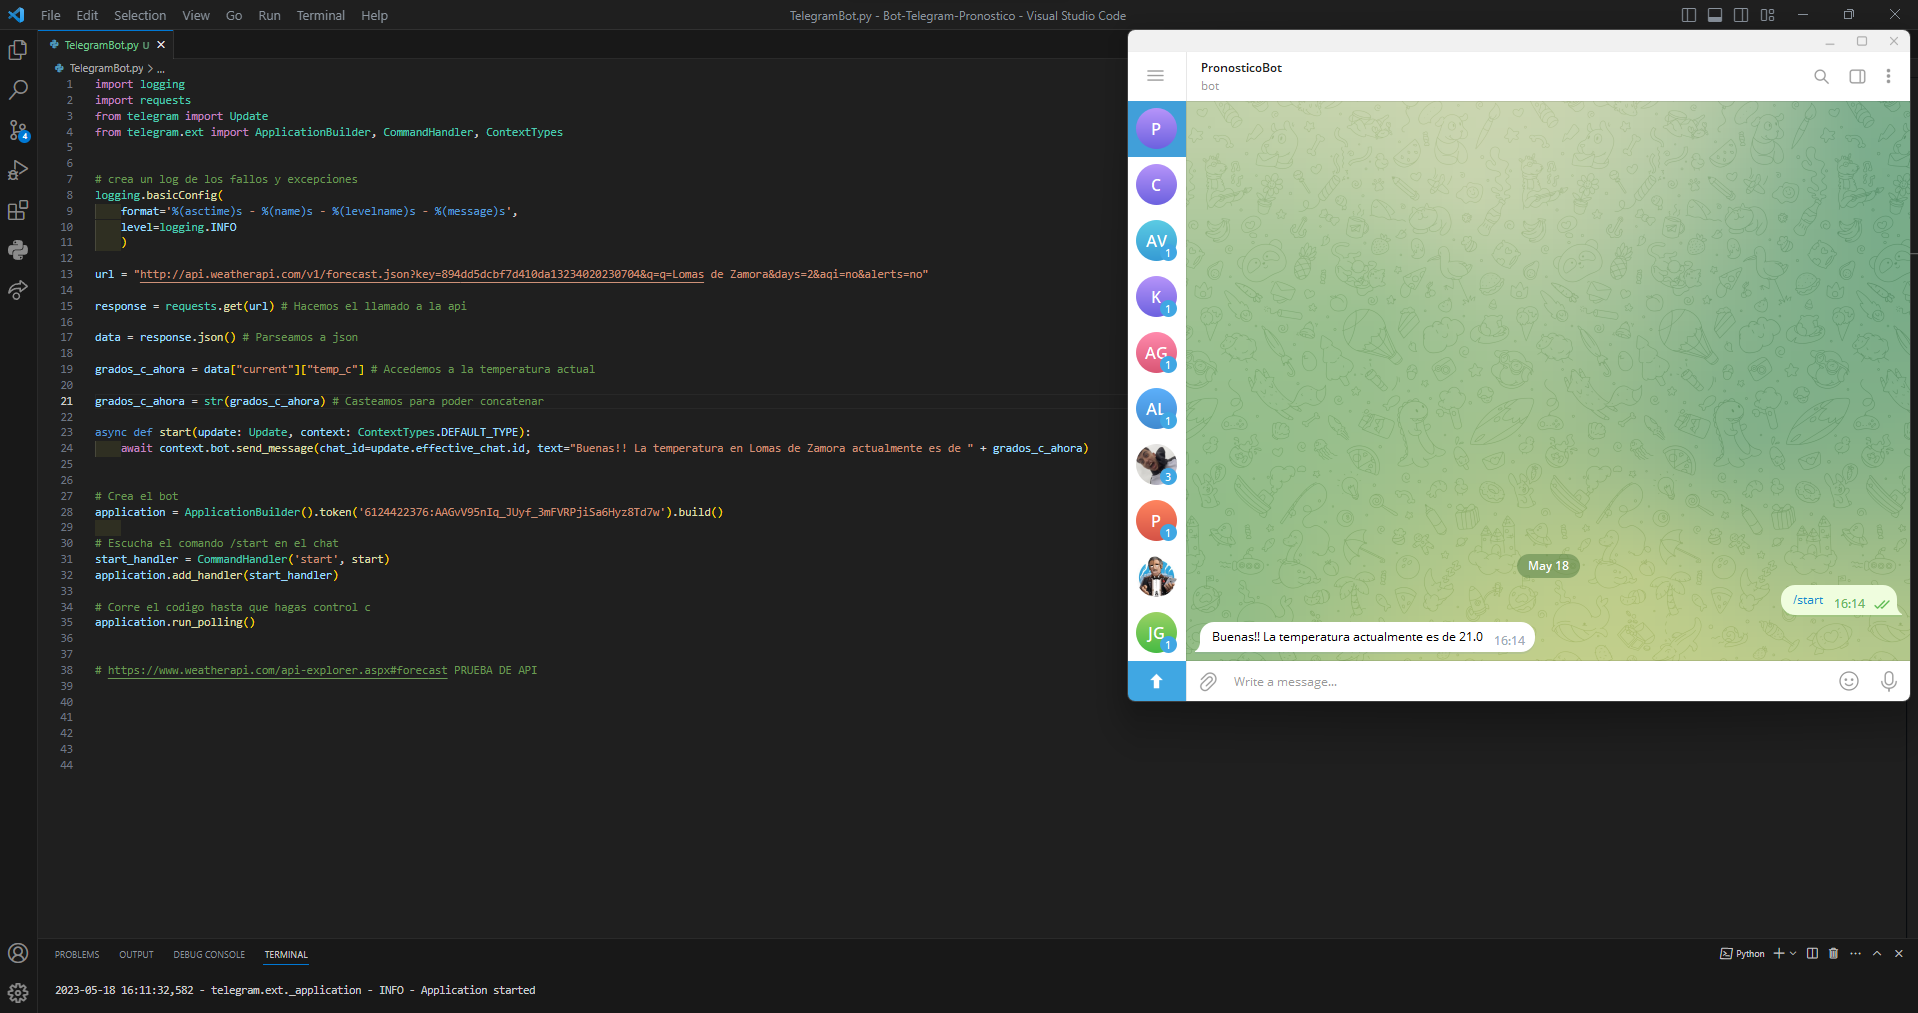 File Edit Selection View Go Run Terminal Help
TelegramBot.py - Bot-Telegram-Pronostico - Visual Studio Code
TelegramBot.py U
TelegramBot.py > ...
1 import logging
2 import requests
3 from telegram import Update
4 from telegram.ext import ApplicationBuilder, CommandHandler, ContextTypes
5
6
7 # crea un log de los fallos y excepciones
8 logging.basicConfig(
9 format='%(asctime)s - %(name)s - %(levelname)s - %(message)s',
10 level=logging.INFO
11 )
12
13 url = "http://api.weatherapi.com/v1/forecast.json?key=894dd5dcbf7d410da13234020230704&q=q=Lomas de Zamora&days=2&aqi=no&alerts=no"
14
15 response = requests.get(url) # Hacemos el llamado a la api
16
17 data = response.json() # Parseamos a json
18
19 grados_c_ahora = data["current"]["temp_c"] # Accedemos a la temperatura actual
20
21 grados_c_ahora = str(grados_c_ahora) # Casteamos para poder concatenar
22
23 async def start(update: Update, context: ContextTypes.DEFAULT_TYPE):
24 await context.bot.send_message(chat_id=update.effective_chat.id, text="Buenas!! La temperatura en Lomas de Zamora actualmente es de " + grados_c_ahora)
25
26
27 # Crea el bot
28 application = ApplicationBuilder().token('6124422376:AAGvV95nIq_JUyf_3mFVRPjiSa6Hyz8Td7w').build()
29
30 # Escucha el comando /start en el chat
31 start_handler = CommandHandler('start', start)
32 application.add_handler(start_handler)
33
34 # Corre el codigo hasta que hagas control c
35 application.run_polling()
36
37
38 # https://www.weatherapi.com/api-explorer.aspx#forecast PRUEBA DE API
39
40
41
42
43
44
4
PROBLEMS OUTPUT DEBUG CONSOLE TERMINAL
Python
2023-05-18 16:11:32,582 - telegram.ext._application - INFO - Application started
PronosticoBot
bot
P
C
AV 1
K 1
AG 1
AL 1
3
P 1
JG 1
May 18
/start 16:14
Buenas!! La temperatura actualmente es de 21.0 16:14
Write a message...